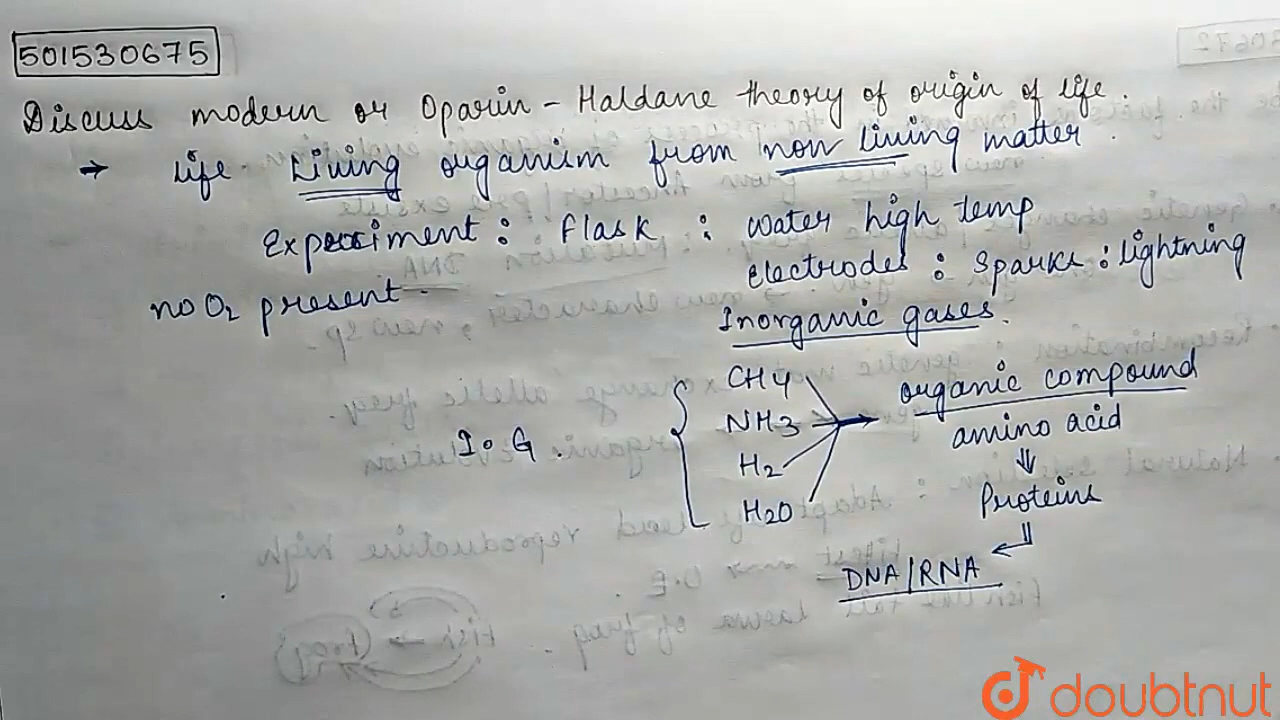 501530675
Discuss modern or Oparin - Haldane theory of origin of life.
→ life Living organism from non living matter.
Experiment : flask : water high temp
Electrodes : Sparks : lightning
no O2 present.
Inorganic gases.
I.G.
CH4
NH3
H2
H2O
organic compound
amino acid
Proteins
DNA/RNA
doubtnut